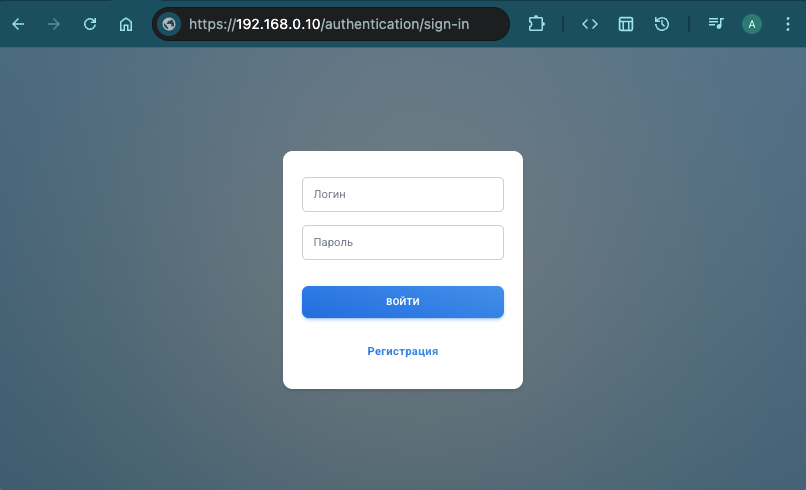 https://192.168.0.10/authentication/sign-in
A
Логин
Пароль
ВОЙТИ
Регистрация